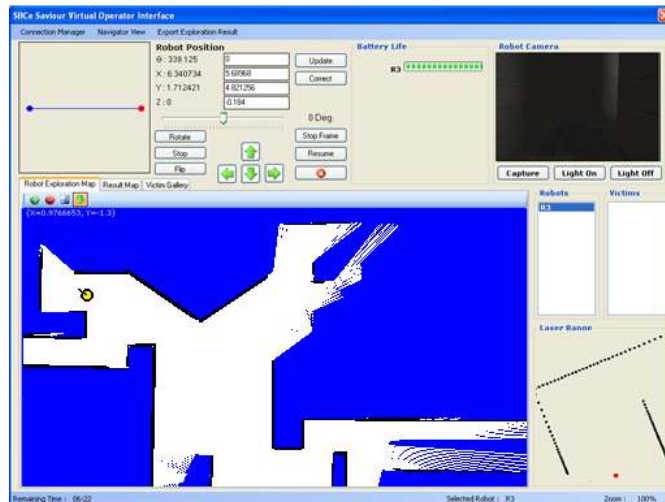 SBCe Saviour Virtual Operator Interface
Connection Manager Navigator View Export Exploration Result
Robot Position
Θ : 339.125 0 Update
X : 6.340734 5.68968 Correct
Y : 1.712421 4.821256
Z : 0 -0.184
0 Deg
Rotate Stop Frame
Stop Resume
Flip
Battery Life
R3
Robot Camera
Capture Light On Light Off
Robot Exploration Map Result Map Victim Gallery
(X=0.9766653, Y=-1.3)
Robots Victims
R3
Laser Range
Remaining Time : 06:22 Selected Robot : R3 Zoom : 100%